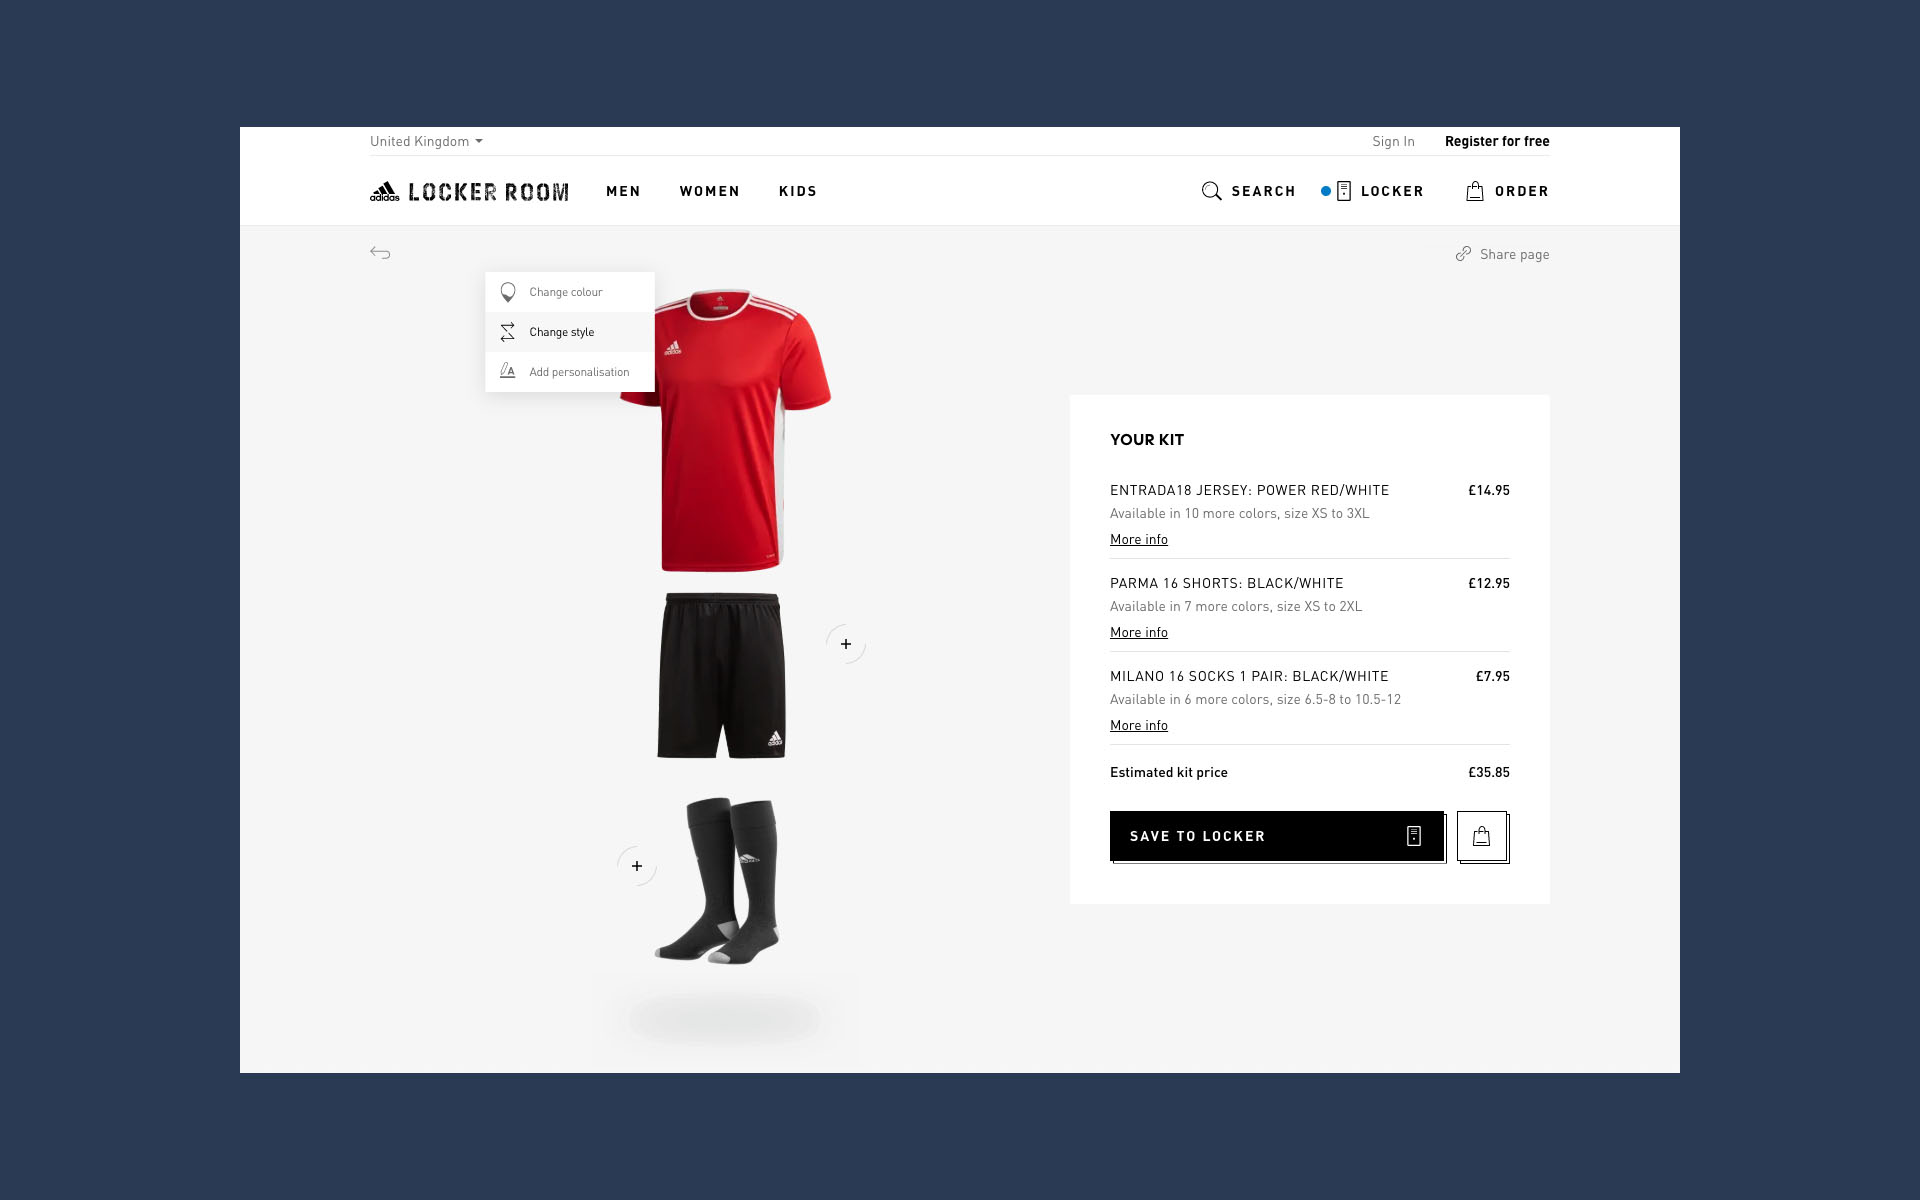 United Kingdom
Sign In
Register for free
adidas
LOCKER ROOM
MEN
WOMEN
KIDS
SEARCH
LOCKER
ORDER
Share page
Change colour
Change style
Add personalisation
adidas
YOUR KIT
ENTRADA18 JERSEY: POWER RED/WHITE
£14.95
Available in 10 more colors, size XS to 3XL
More info
PARMA 16 SHORTS: BLACK/WHITE
£12.95
Available in 7 more colors, size XS to 2XL
More info
MILANO 16 SOCKS 1 PAIR: BLACK/WHITE
£7.95
Available in 6 more colors, size 6.5-8 to 10.5-12
More info
Estimated kit price
£35.85
SAVE TO LOCKER
adidas